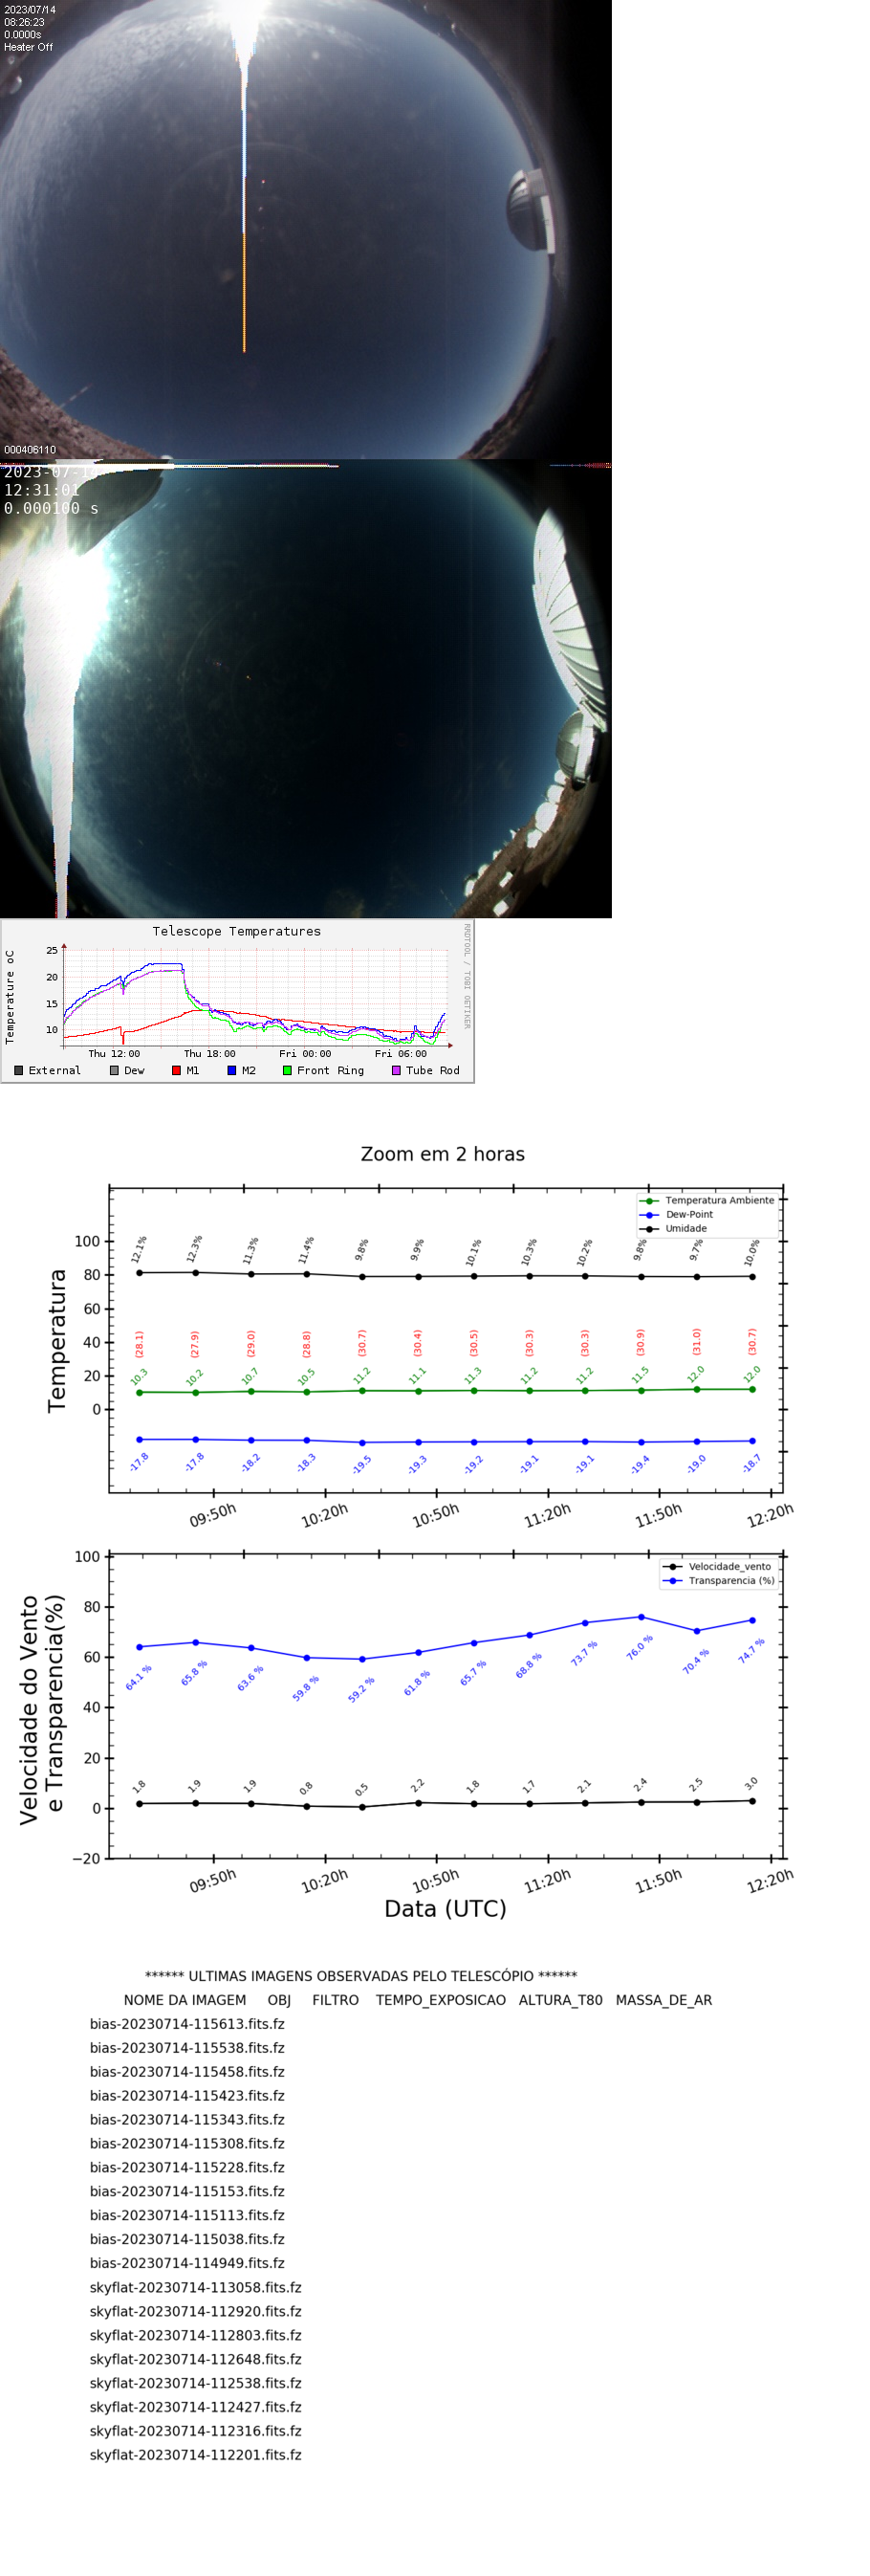 2023/07/14
08:26:23
0.0000s
Heater Off
000406110
2023-07-14
12:31:01
0.000100 s
Telescope Temperatures
RRDTOOL / TOBI OETIKER
Temperature oC
25
20
15
10
Thu 12:00 Thu 18:00 Fri 00:00 Fri 06:00
External Dew M1 M2 Front Ring Tube Rod
Zoom em 2 horas
Temperatura Ambiente
Dew-Point
Umidade
Temperatura
100
80
60
40
20
0
12.1% 12.3% 11.3% 11.4% 9.8% 9.9% 10.1% 10.3% 10.2% 9.8% 9.7% 10.0%
(28.1) (27.9) (29.0) (28.8) (30.7) (30.4) (30.5) (30.3) (30.3) (30.9) (31.0) (30.7)
10.3 10.2 10.7 10.5 11.2 11.1 11.3 11.2 11.2 11.5 12.0 12.0
-17.8 -17.8 -18.2 -18.3 -19.5 -19.3 -19.2 -19.1 -19.1 -19.4 -19.0 -18.7
09:50h 10:20h 10:50h 11:20h 11:50h 12:20h
Velocidade_vento
Transparencia (%)
Velocidade do Vento
e Transparencia(%)
100
80
60
40
20
0
−20
64.1 % 65.8 % 63.6 % 59.8 % 59.2 % 61.8 % 65.7 % 68.8 % 73.7 % 76.0 % 70.4 % 74.7 %
1.8 1.9 1.9 0.8 0.5 2.2 1.8 1.7 2.1 2.4 2.5 3.0
09:50h 10:20h 10:50h 11:20h 11:50h 12:20h
Data (UTC)
****** ULTIMAS IMAGENS OBSERVADAS PELO TELESCÓPIO ******
NOME DA IMAGEM OBJ FILTRO TEMPO_EXPOSICAO ALTURA_T80 MASSA_DE_AR
bias-20230714-115613.fits.fz
bias-20230714-115538.fits.fz
bias-20230714-115458.fits.fz
bias-20230714-115423.fits.fz
bias-20230714-115343.fits.fz
bias-20230714-115308.fits.fz
bias-20230714-115228.fits.fz
bias-20230714-115153.fits.fz
bias-20230714-115113.fits.fz
bias-20230714-115038.fits.fz
bias-20230714-114949.fits.fz
skyflat-20230714-113058.fits.fz
skyflat-20230714-112920.fits.fz
skyflat-20230714-112803.fits.fz
skyflat-20230714-112648.fits.fz
skyflat-20230714-112538.fits.fz
skyflat-20230714-112427.fits.fz
skyflat-20230714-112316.fits.fz
skyflat-20230714-112201.fits.fz